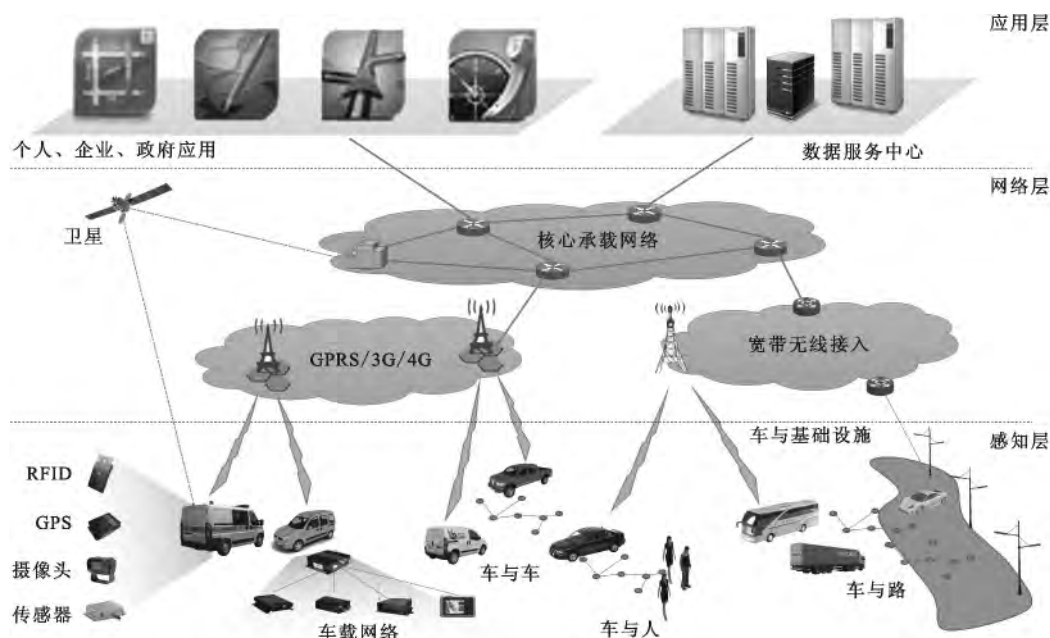 应用层
个人、企业、政府应用
数据服务中心
网络层
卫星
核心承载网络
GPRS/3G/4G
宽带无线接入
车与基础设施
感知层
RFID
GPS
摄像头
传感器
车载网络
车与车
车与人
车与路